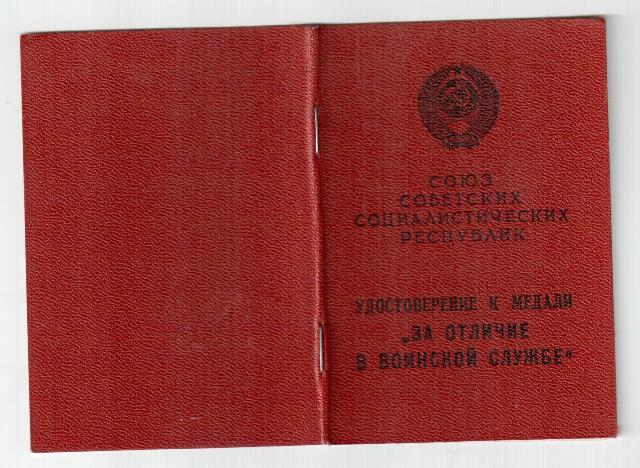 СОЮЗ
СОВЕТСКИХ
СОЦИАЛИСТИЧЕСКИХ
РЕСПУБЛИК
УДОСТОВЕРЕНИЕ К МЕДАЛИ
„ЗА ОТЛИЧИЕ
В ВОИНСКОЙ СЛУЖБЕ“